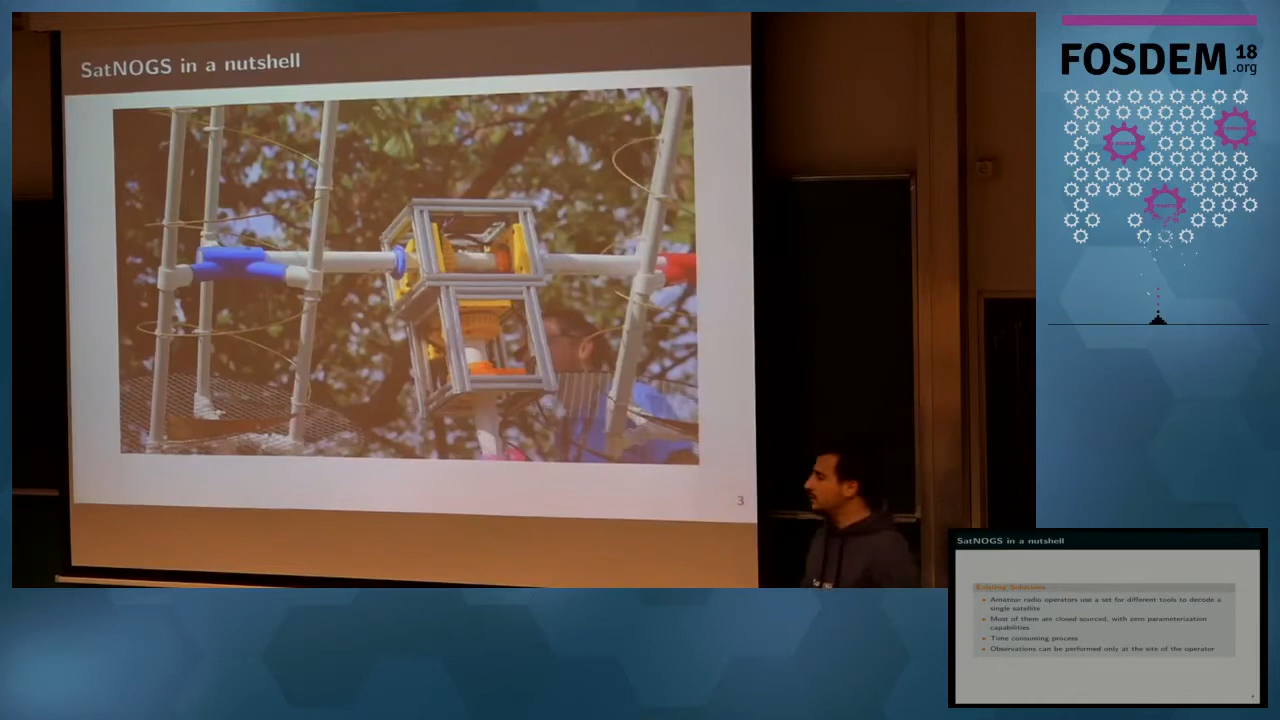 SatNOGS in a nutshell
3
FOSDEM 18
.org
SatNOGS in a nutshell
Existing Solutions
• Amateur radio operators use a set for different tools to decode a
single satellite
• Most of them are closed sourced, with zero parameterization
capabilities
• Time consuming process
• Observations can be performed only at the site of the operator